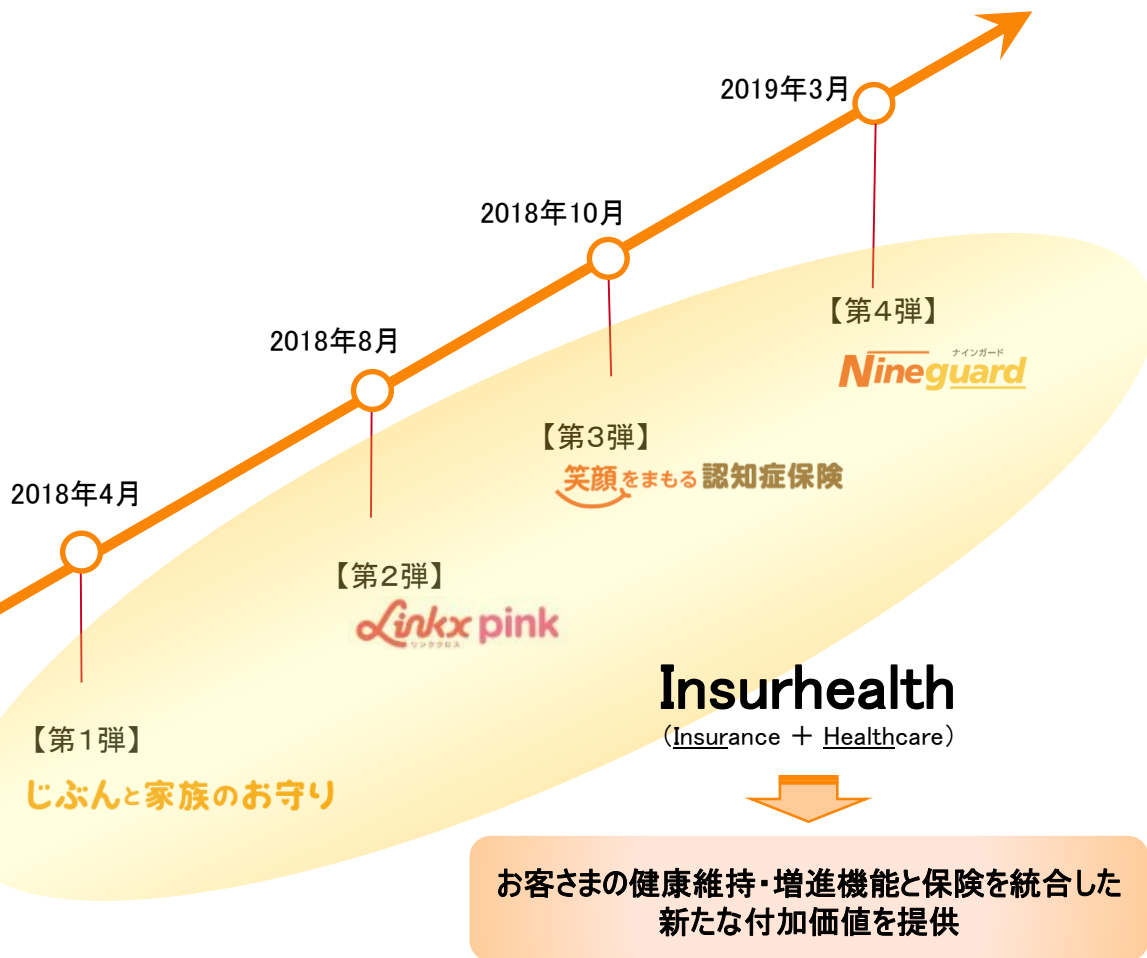 2019年3月
2018年10月
【第4弾】
ナインガード
Nineguard
2018年8月
【第3弾】
笑顔をまもる認知症保険
2018年4月
【第2弾】
Linkx pink
リンククロス
Insurhealth
（Insurance ＋ Healthcare）
【第1弾】
じぶんと家族のお守り
お客さまの健康維持・増進機能と保険を統合した
新たな付加価値を提供